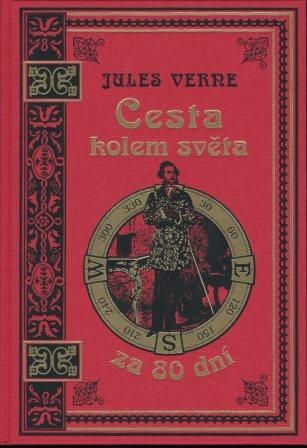 JULES VERNE
Cesta
kolem světa
330
30
300
60
W
E
240
120
210
150
S
za 80 dní